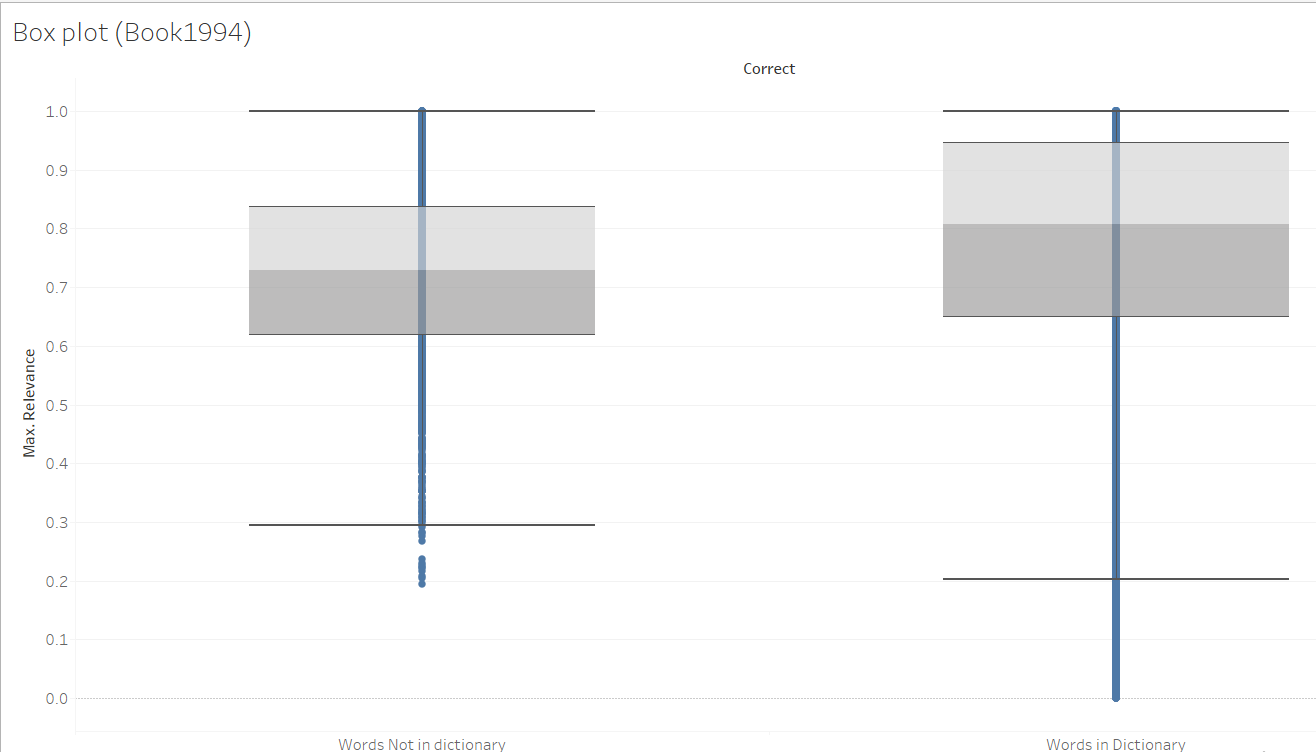 Box plot (Book1994)
Correct
1.0
0.9
0.8
0.7
0.6
0.5
0.4
0.3
0.2
0.1
0.0
Max. Relevance
Words Not in dictionary
Words in Dictionary